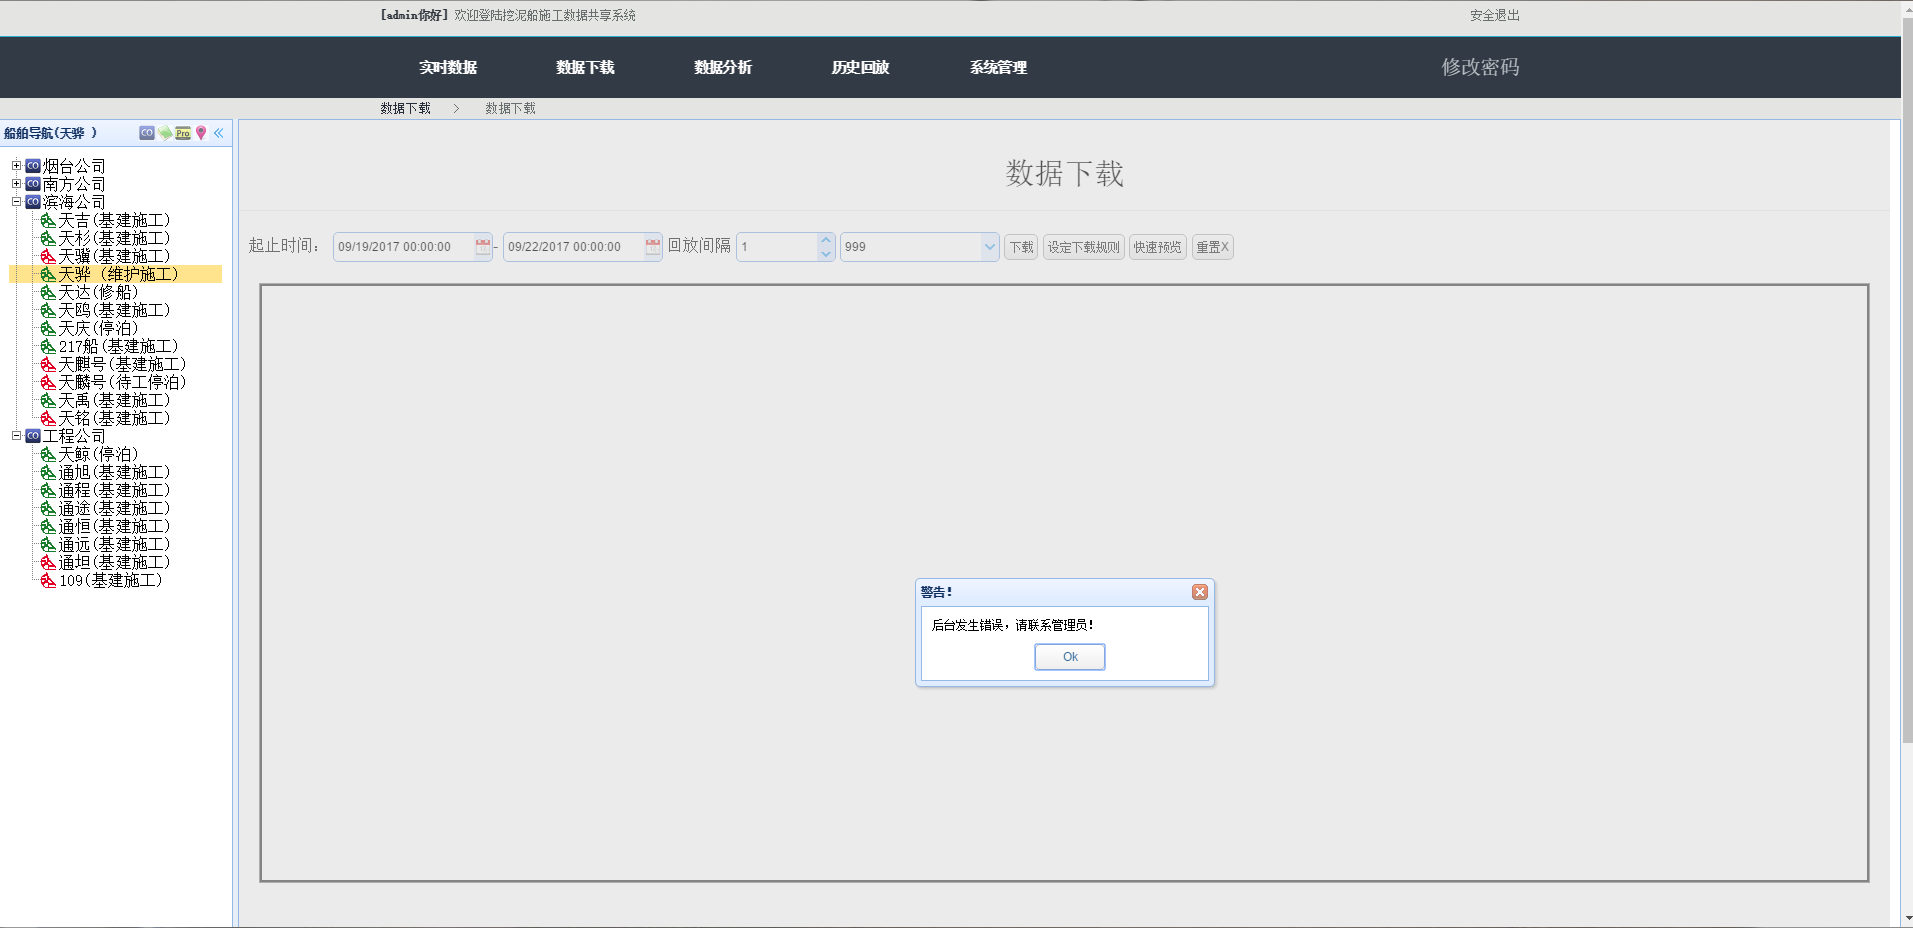 [admin你好] 欢迎登陆挖泥船施工数据共享系统 安全退出
实时数据 数据下载 数据分析 历史回放 系统管理 修改密码
数据下载 > 数据下载
船舶导航(天骅 ) CO Pro «
CO 烟台公司
CO 南方公司
CO 滨海公司
天吉(基建施工)
天杉(基建施工)
天骥(基建施工)
天骅 (维护施工)
天达(修船)
天鸥(基建施工)
天庆(停泊)
217船(基建施工)
天麒号(基建施工)
天麟号(待工停泊)
天禹(基建施工)
天铭(基建施工)
CO 工程公司
天鲸(停泊)
通旭(基建施工)
通程(基建施工)
通途(基建施工)
通恒(基建施工)
通远(基建施工)
通坦(基建施工)
109(基建施工)
数据下载
起止时间： 09/19/2017 00:00:00 - 09/22/2017 00:00:00 回放间隔 1 999 下载 设定下载规则 快速预览 重置X
警告!
后台发生错误，请联系管理员!
Ok